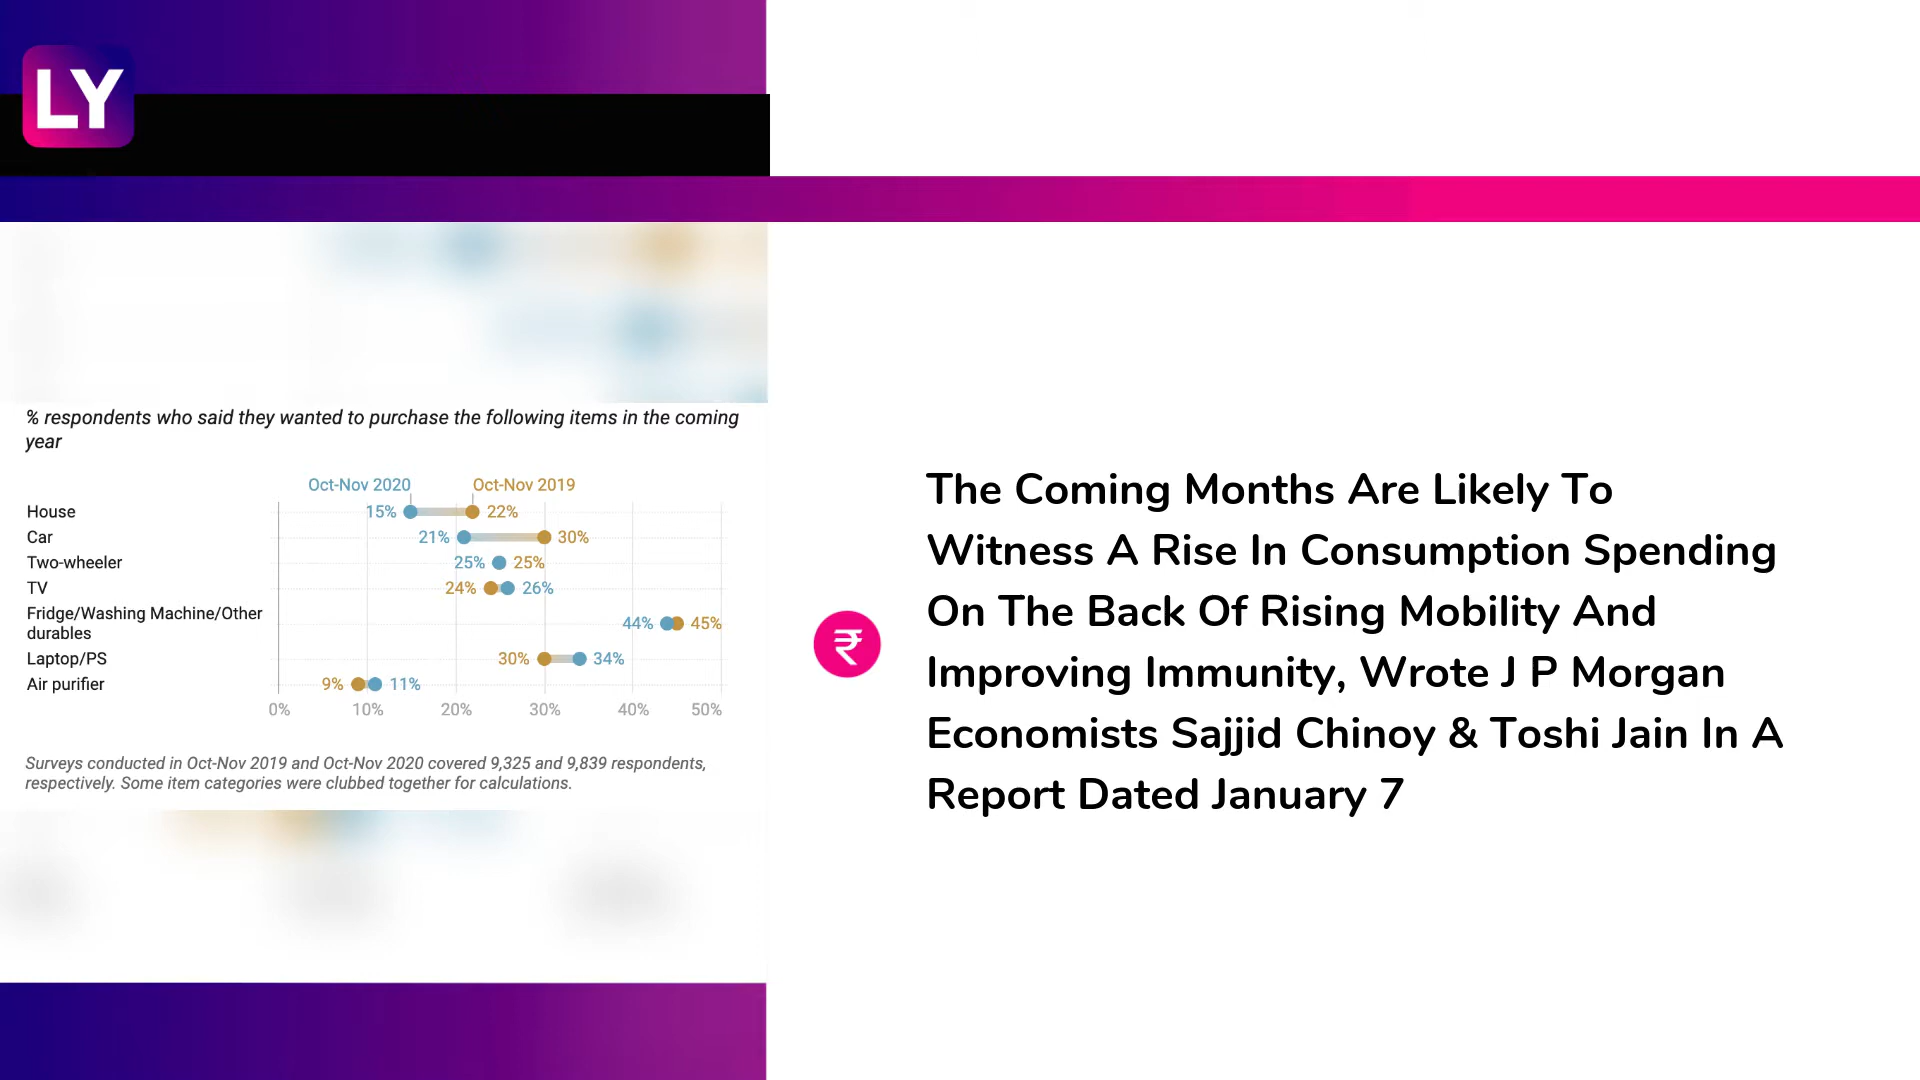 LY
% respondents who said they wanted to purchase the following items in the coming
year
Oct-Nov 2020 Oct-Nov 2019
House 15% 22%
Car 21% 30%
Two-wheeler 25% 25%
TV 24% 26%
Fridge/Washing Machine/Other
durables 44% 45%
Laptop/PS 30% 34%
Air purifier 9% 11%
0% 10% 20% 30% 40% 50%
Surveys conducted in Oct-Nov 2019 and Oct-Nov 2020 covered 9,325 and 9,839 respondents,
respectively. Some item categories were clubbed together for calculations.
₹
The Coming Months Are Likely To
Witness A Rise In Consumption Spending
On The Back Of Rising Mobility And
Improving Immunity, Wrote J P Morgan
Economists Sajjid Chinoy & Toshi Jain In A
Report Dated January 7